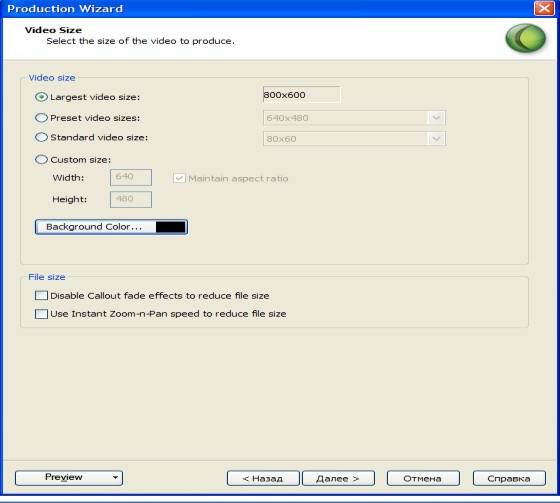 Production Wizard
Video Size
Select the size of the video to produce.
Video size
Largest video size: 800x600
Preset video sizes: 640x480
Standard video size: 80x60
Custom size:
Width: 640 Maintain aspect ratio
Height: 480
Background Color...
File size
Disable Callout fade effects to reduce file size
Use Instant Zoom-n-Pan speed to reduce file size
Preview < Назад Далее > Отмена Справка